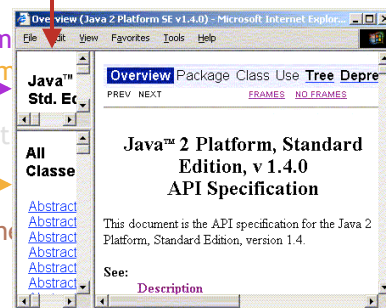 Overview (Java 2 Platform SE v1.4.0) - Microsoft Internet Explor...
File Edit View Favorites Tools Help
Java™
Std. Ed
All
Classe
Abstract
Abstract
Abstract
Abstract
Abstract
Abstract
Overview Package Class Use Tree Depre
PREV NEXT FRAMES NO FRAMES
Java™ 2 Platform, Standard
Edition, v 1.4.0
API Specification
This document is the API specification for the Java 2
Platform, Standard Edition, version 1.4.
See:
Description